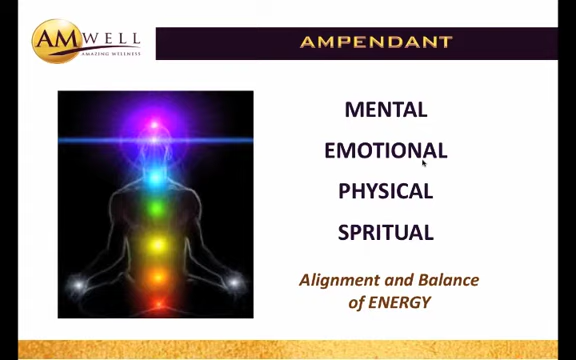 AMWELL
AMAZING WELLNESS
AMPENDANT
MENTAL
EMOTIONAL
PHYSICAL
SPRITUAL
Alignment and Balance
of ENERGY